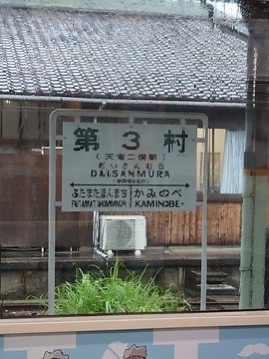 第 3 村
(天竜二俣駅)
だいさんむら
DAISANMURA
ふたまたほんまち かみのべ
FUTAMATAHOMMACHI KAMINOBE